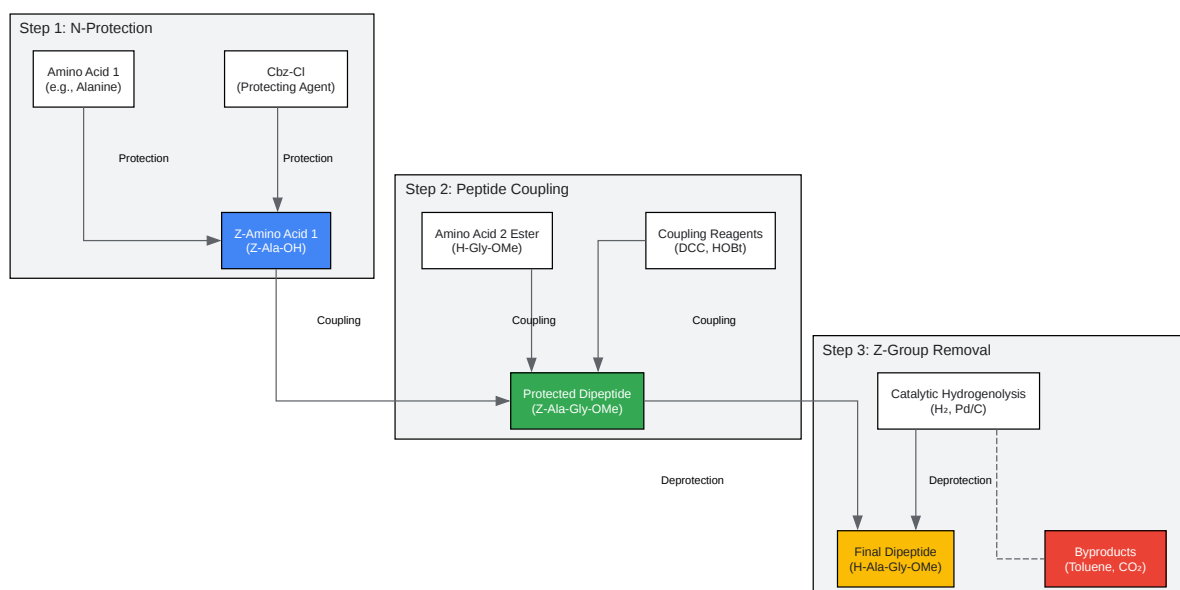 Step 1: N-Protection
Amino Acid 1
(e.g., Alanine)
Cbz-Cl
(Protecting Agent)
Protection
Protection
Z-Amino Acid 1
(Z-Ala-OH)
Step 2: Peptide Coupling
Amino Acid 2 Ester
(H-Gly-OMe)
Coupling Reagents
(DCC, HOBt)
Coupling
Coupling
Coupling
Protected Dipeptide
(Z-Ala-Gly-OMe)
Step 3: Z-Group Removal
Catalytic Hydrogenolysis
(H₂, Pd/C)
Deprotection
Deprotection
Final Dipeptide
(H-Ala-Gly-OMe)
Byproducts
(Toluene, CO₂)